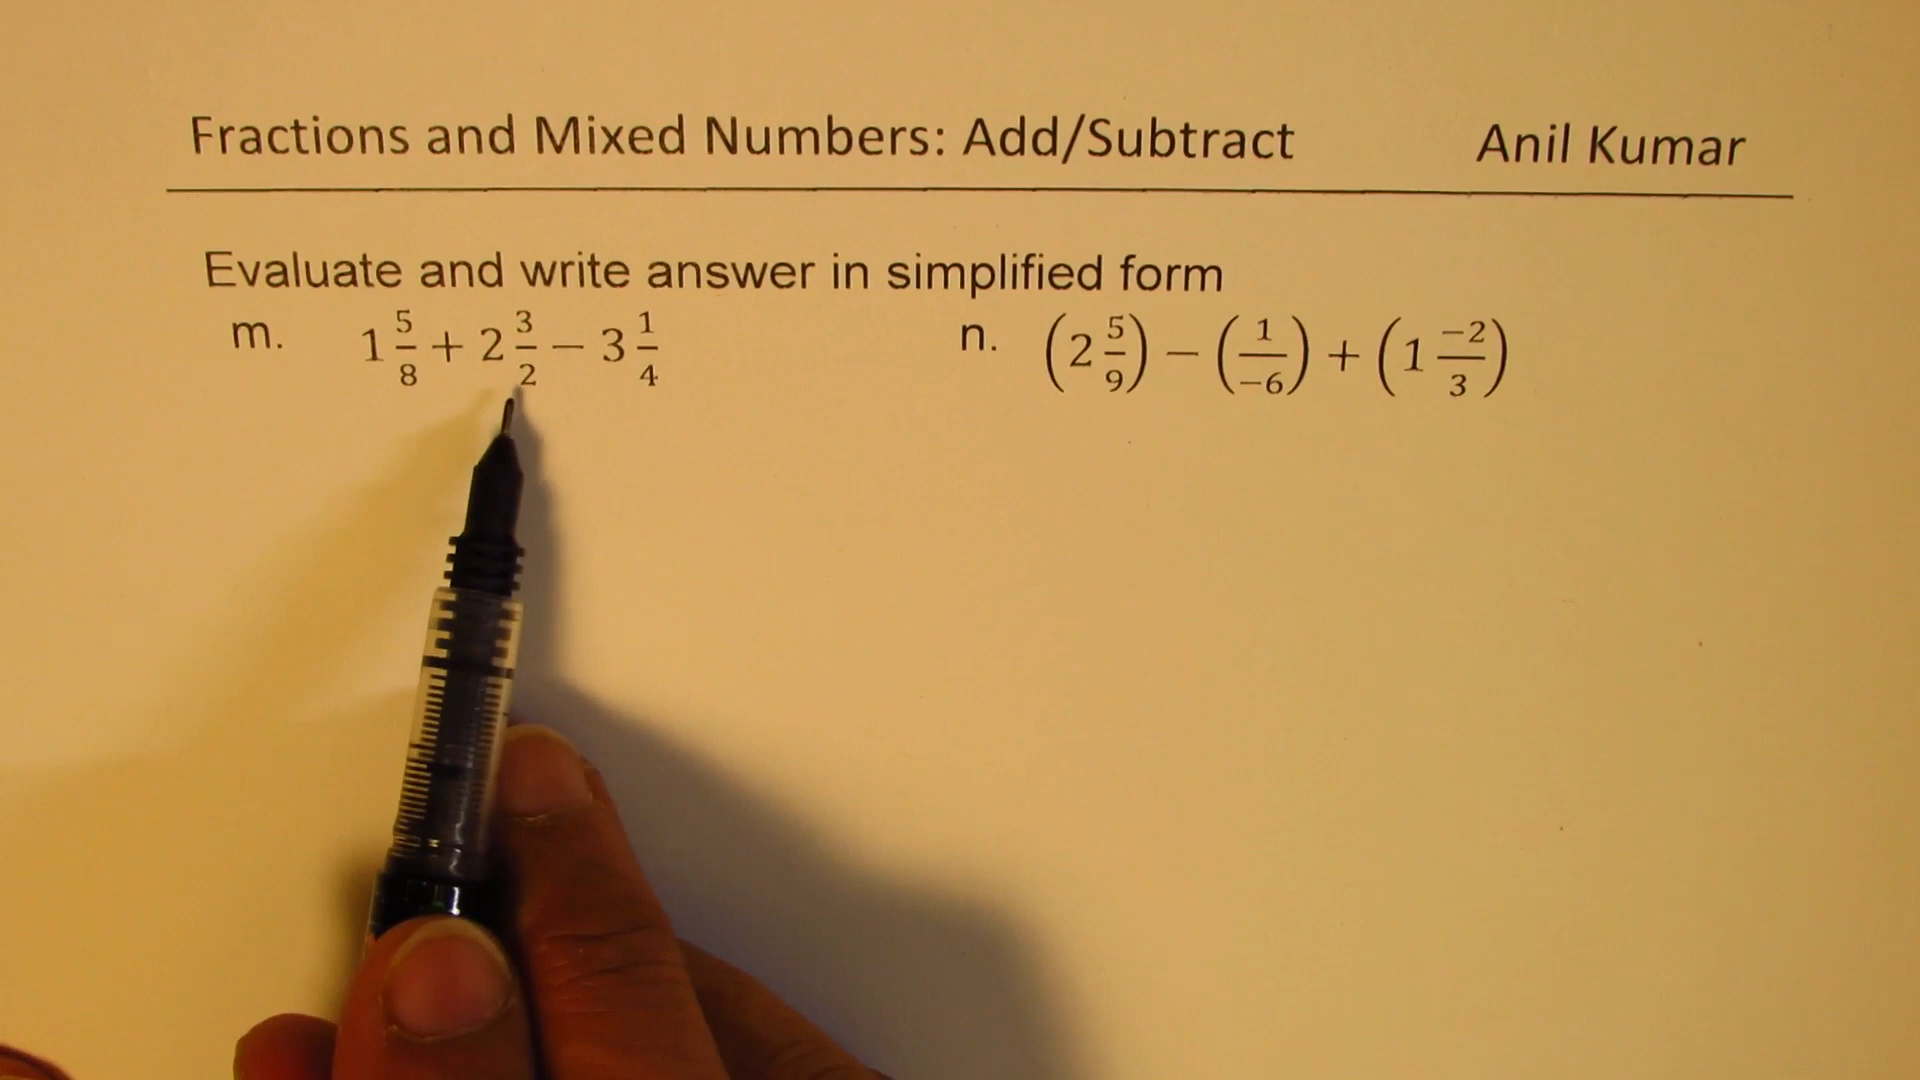 Fractions and Mixed Numbers: Add/Subtract Anil Kumar
Evaluate and write answer in simplified form
m. 1 5/8 + 2 3/2 − 3 1/4 n. (2 5/9) − (1/−6) + (1 −2/3)